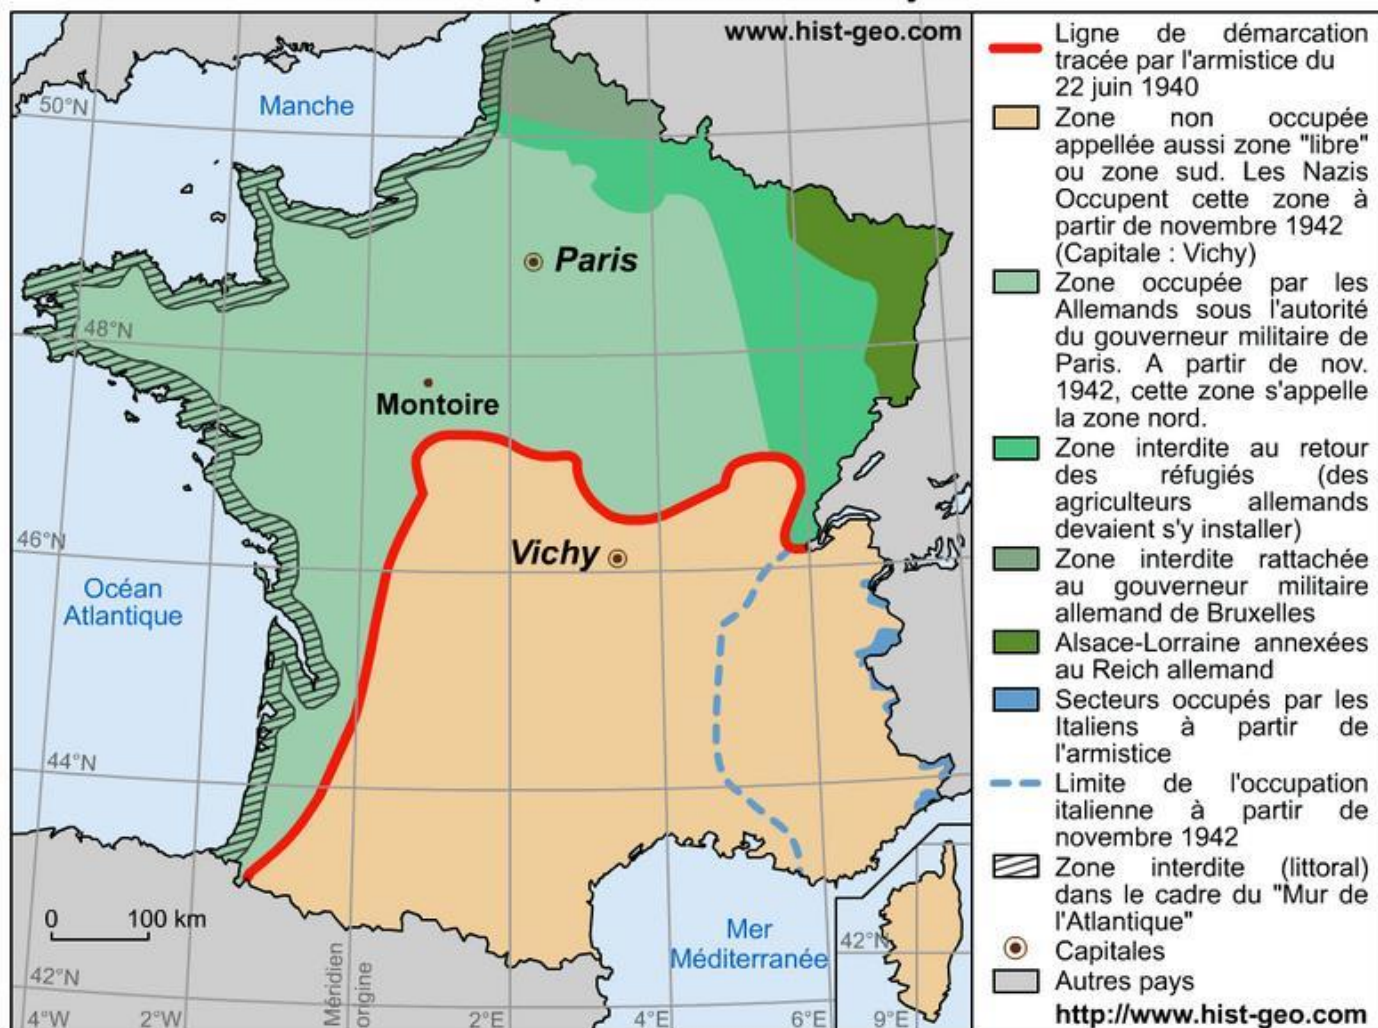 www.hist-geo.com
50°N
Manche
Paris
48°N
Montoire
46°N
Vichy
Océan
Atlantique
44°N
0 100 km
Mer
Méditerranée
42°N
42°N
Méridien
origine
4°W
2°W
2°E
4°E
6°E
9°E
Ligne de démarcation
tracée par l'armistice du
22 juin 1940
Zone non occupée
appellée aussi zone "libre"
ou zone sud. Les Nazis
Occupent cette zone à
partir de novembre 1942
(Capitale : Vichy)
Zone occupée par les
Allemands sous l'autorité
du gouverneur militaire de
Paris. A partir de nov.
1942, cette zone s'appelle
la zone nord.
Zone interdite au retour
des réfugiés (des
agriculteurs allemands
devaient s'y installer)
Zone interdite rattachée
au gouverneur militaire
allemand de Bruxelles
Alsace-Lorraine annexées
au Reich allemand
Secteurs occupés par les
Italiens à partir de
l'armistice
Limite de l'occupation
italienne à partir de
novembre 1942
Zone interdite (littoral)
dans le cadre du "Mur de
l'Atlantique"
Capitales
Autres pays
http://www.hist-geo.com